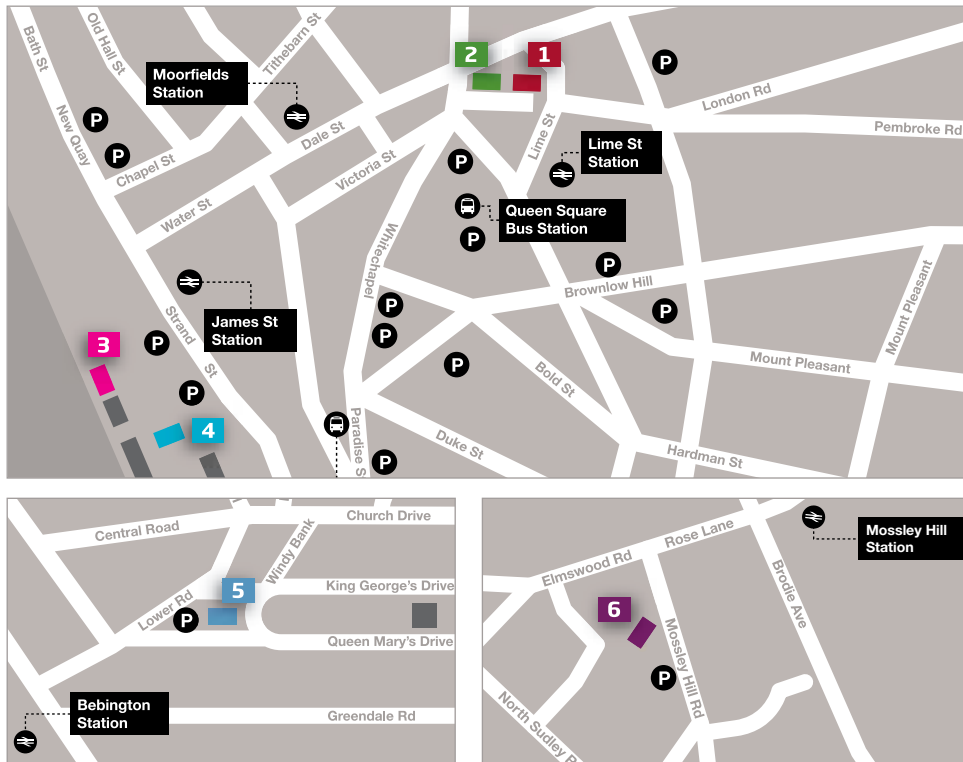 Bath St
Old Hall St
Tithebarn St
2
1
Moorfields
Station
P
London Rd
Pembroke Rd
New Quay
P
P
Chapel St
Dale St
Lime St
Lime St
Station
Victoria St
P
Water St
Queen Square
Bus Station
P
Whitechapel
P
Brownlow Hill
Mount Pleasant
James St
Station
Strand St
P
P
P
3
P
Mount Pleasant
P
P
Bold St
4
Paradise S
Duke St
P
Hardman St
Central Road
Church Drive
Windy Bank
King George's Drive
5
Lower Rd
P
Queen Mary's Drive
Bebington
Station
Greendale Rd
Mossley Hill
Station
Rose Lane
Elmswood Rd
Brodie Ave
6
Mossley Hill Rd
P
North Sudley R